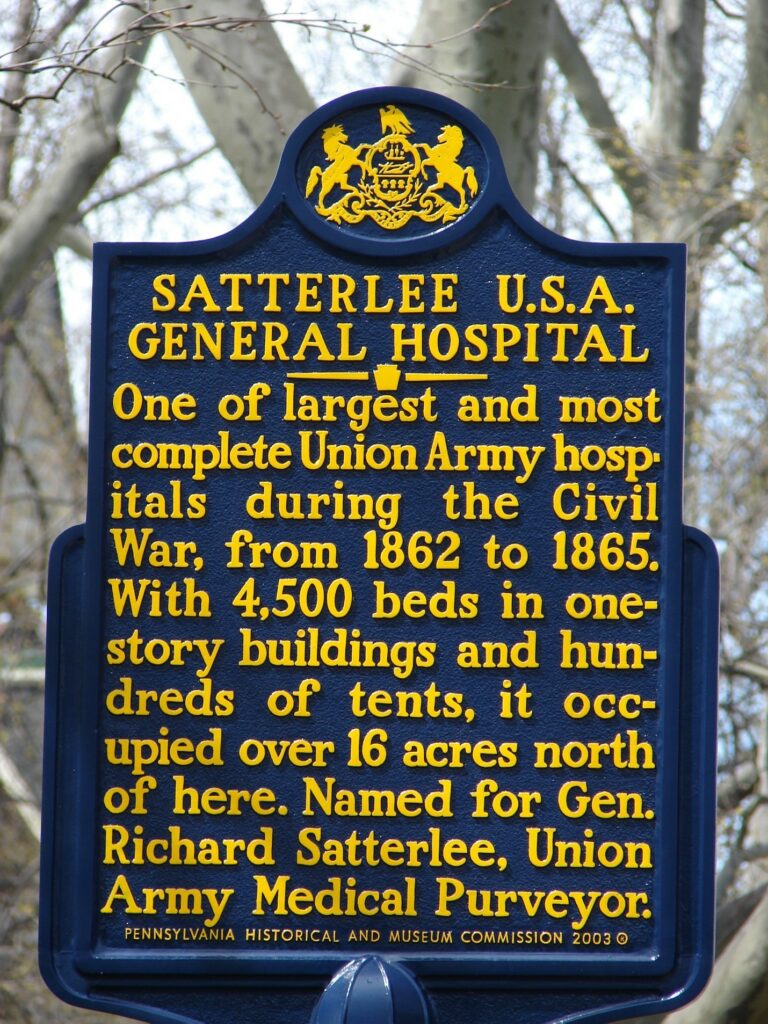 SATTERLEE U.S.A.
GENERAL HOSPITAL
One of largest and most
complete Union Army hosp-
itals during the Civil
War, from 1862 to 1865.
With 4,500 beds in one-
story buildings and hun-
dreds of tents, it occ-
upied over 16 acres north
of here. Named for Gen.
Richard Satterlee, Union
Army Medical Purveyor.
PENNSYLVANIA HISTORICAL AND MUSEUM COMMISSION 2003 ®